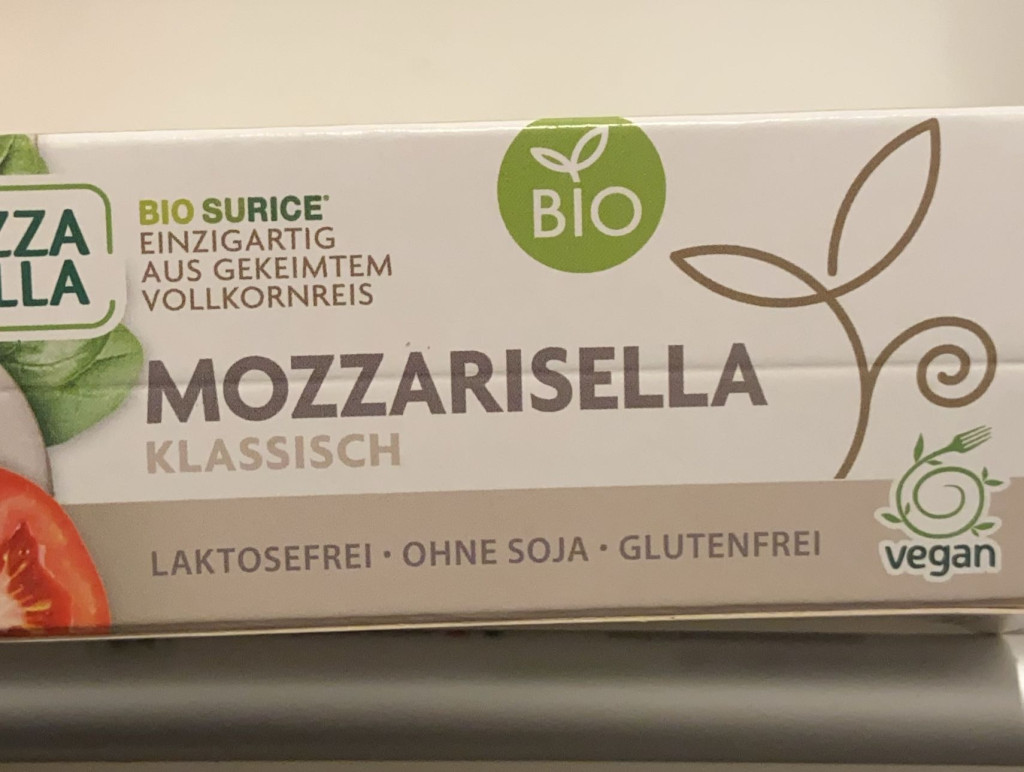 ZZA
LLA
BIO SURICE®
EINZIGARTIG
AUS GEKEIMTEM
VOLLKORNREIS
BIO
MOZZARISELLA
KLASSISCH
LAKTOSEFREI • OHNE SOJA • GLUTENFREI
vegan